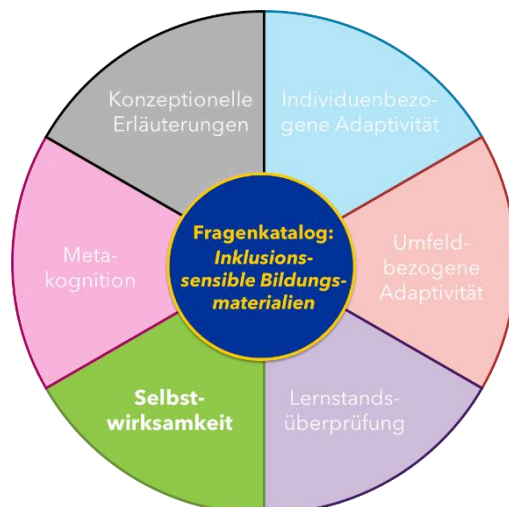 Konzeptionelle
Erläuterungen
Individuenbezo-
gene Adaptivität
Fragenkatalog:
Inklusions-
sensible Bildungs-
materialien
Meta-
kognition
Umfeld-
bezogene
Adaptivität
Selbst-
wirksamkeit
Lernstands-
überprüfung